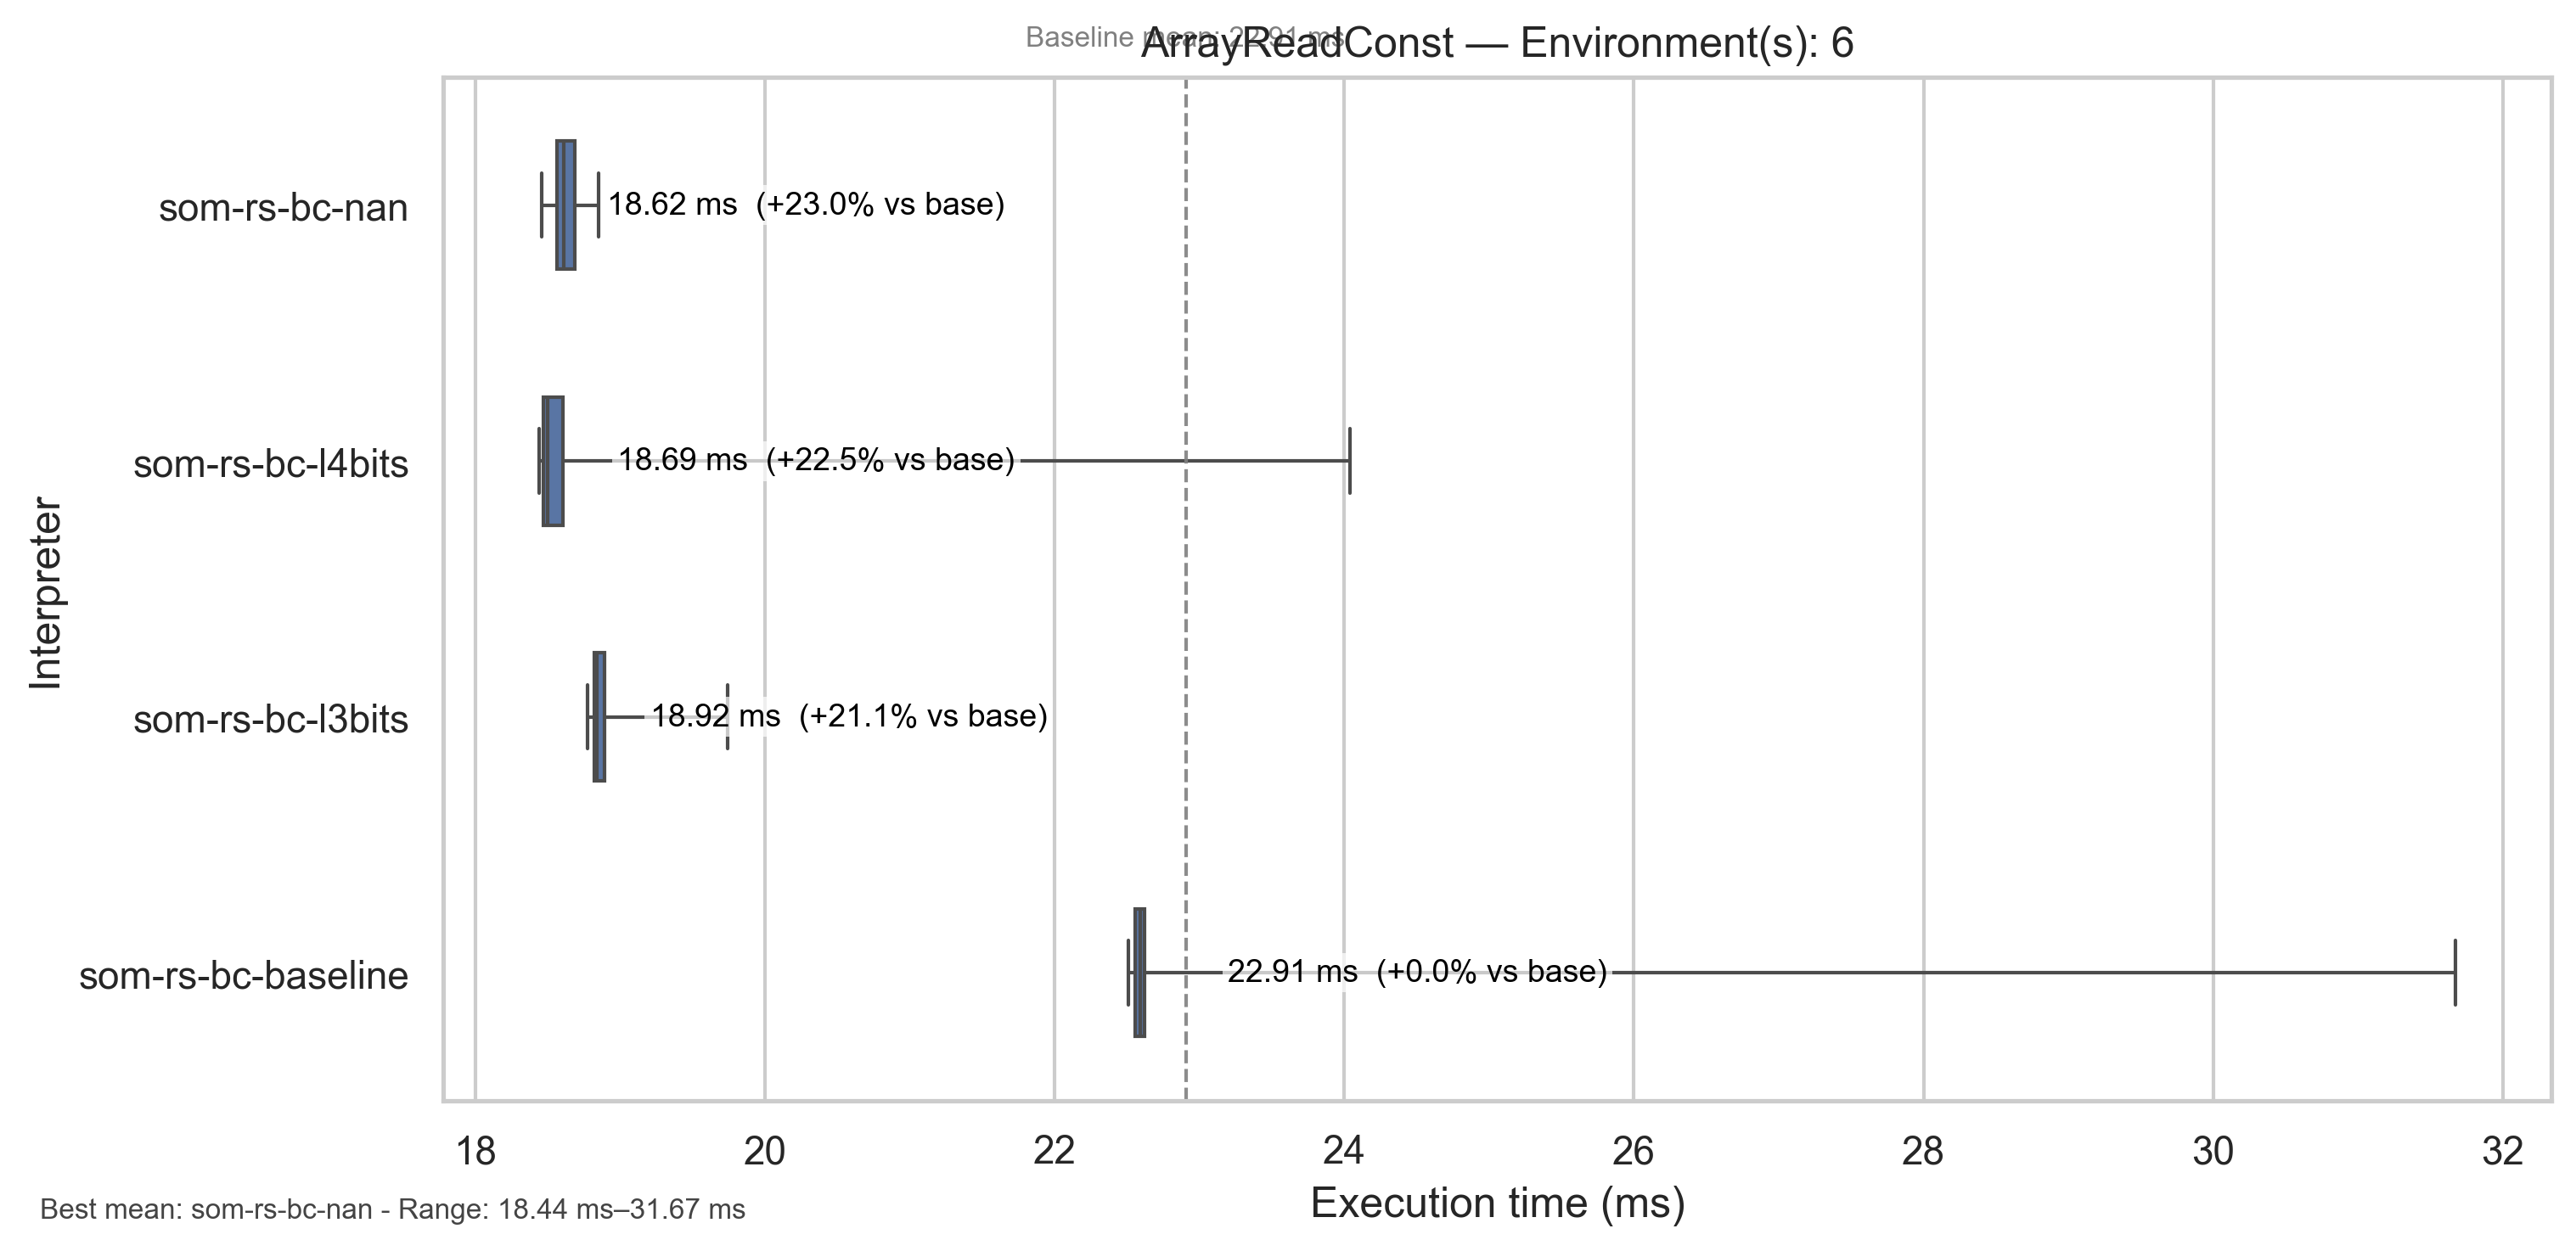 Baseline mean: 22.91 ms
ArrayReadConst — Environment(s): 6
Interpreter
som-rs-bc-nan
18.62 ms (+23.0% vs base)
som-rs-bc-l4bits
18.69 ms (+22.5% vs base)
som-rs-bc-l3bits
18.92 ms (+21.1% vs base)
som-rs-bc-baseline
22.91 ms (+0.0% vs base)
18 20 22 24 26 28 30 32
Execution time (ms)
Best mean: som-rs-bc-nan - Range: 18.44 ms–31.67 ms